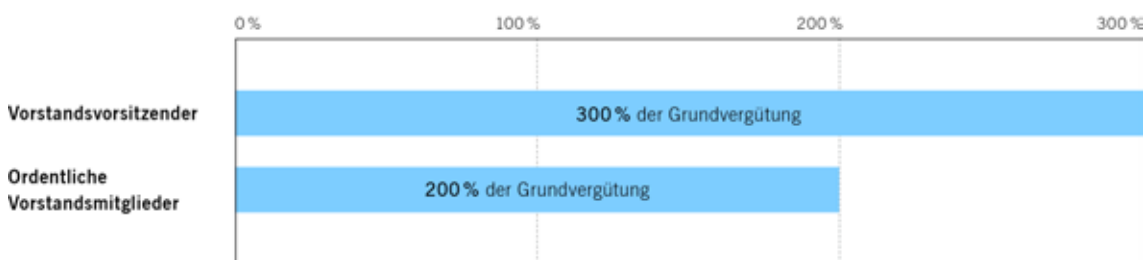 0 % 100 % 200 % 300 %
Vorstandsvorsitzender 300 % der Grundvergütung
Ordentliche
Vorstandsmitglieder
200 % der Grundvergütung